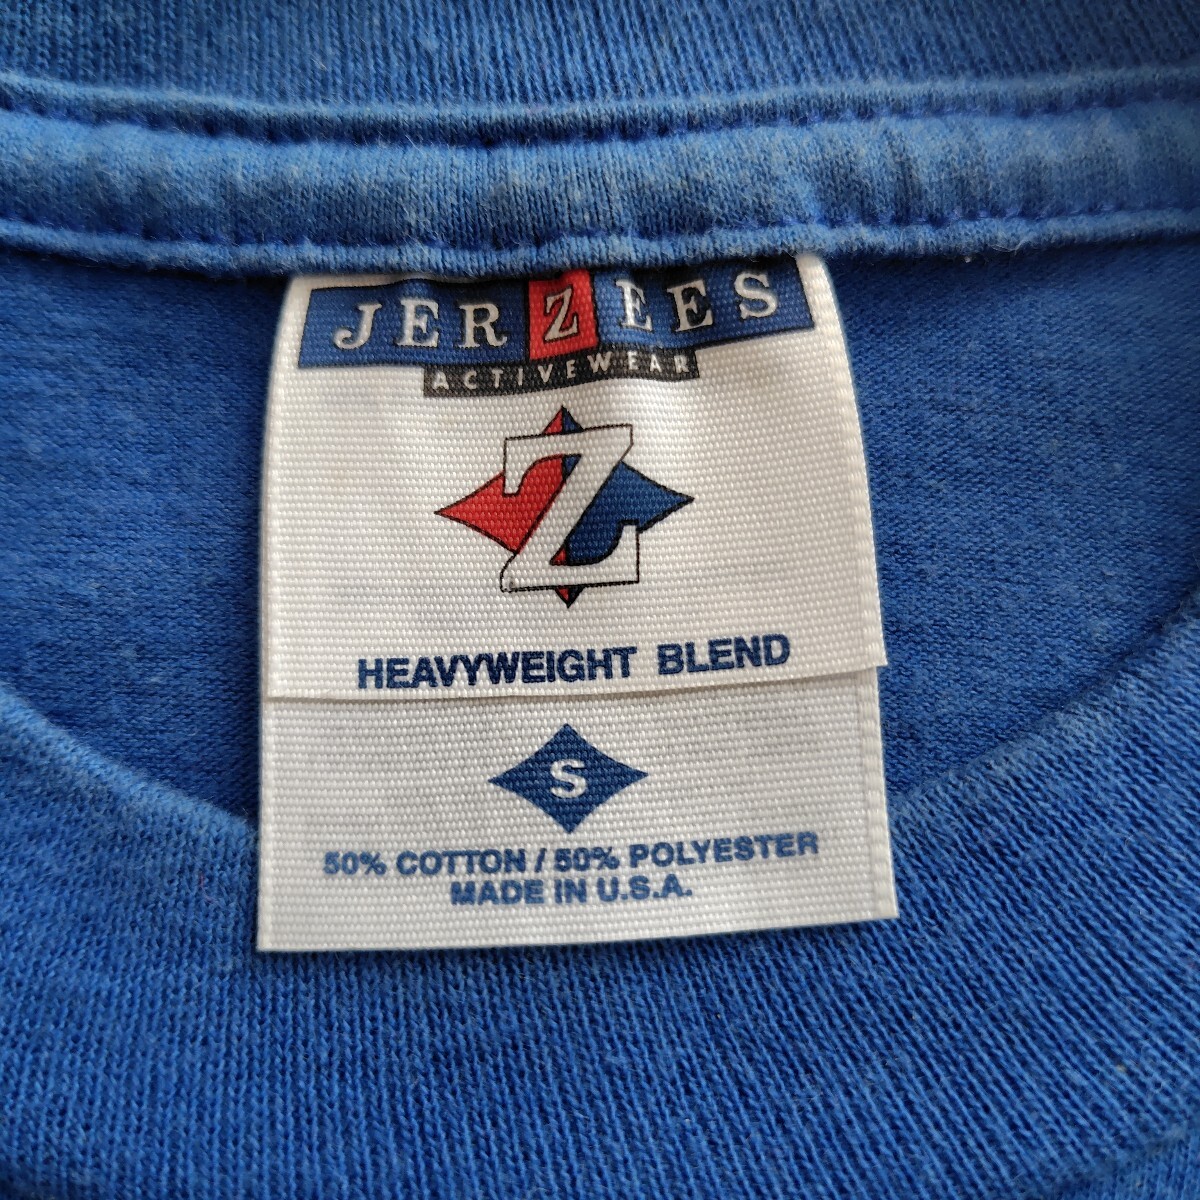 JERZEES
ACTIVEWEAR
Z
HEAVYWEIGHT BLEND
S
50% COTTON / 50% POLYESTER
MADE IN U.S.A.